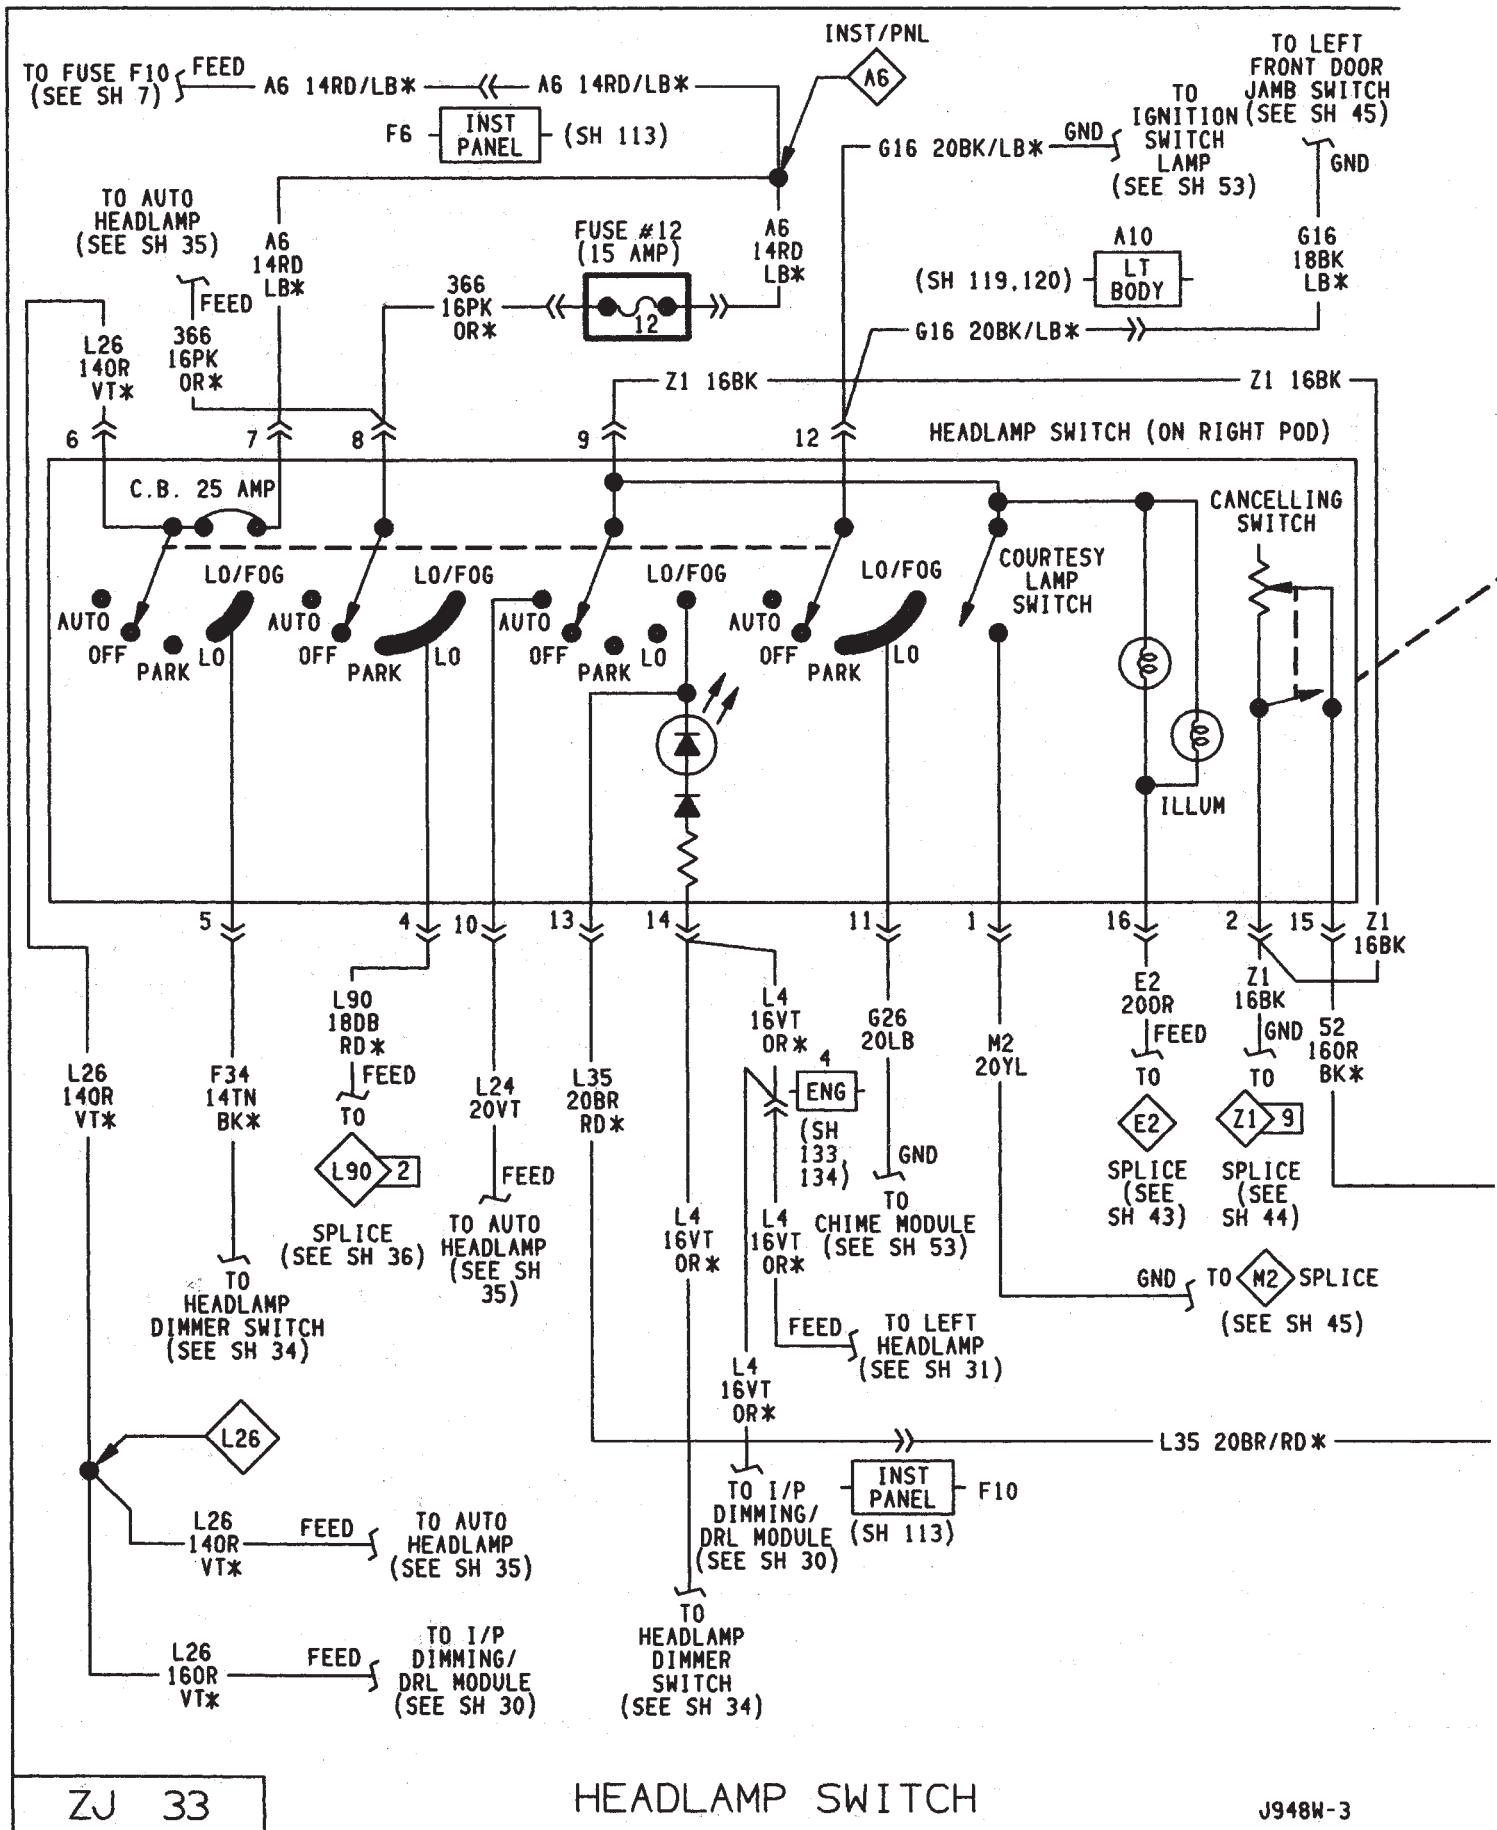 INST/PNL
A6
TO LEFT
FRONT DOOR
JAMB SWITCH
(SEE SH 45)
GND
TO FUSE F10
(SEE SH 7)
FEED
A6 14RD/LB*
A6 14RD/LB*
F6
INST
PANEL
(SH 113)
TO
IGNITION
SWITCH
LAMP
(SEE SH 53)
GND
G16 20BK/LB*
TO AUTO
HEADLAMP
(SEE SH 35)
FEED
A6
14RD
LB*
FUSE #12
(15 AMP)
12
A6
14RD
LB*
A10
LT
BODY
(SH 119,120)
G16
18BK
LB*
366
16PK
OR*
G16 20BK/LB*
L26
14OR
VT*
366
16PK
OR*
Z1 16BK
Z1 16BK
6
7
8
9
12
HEADLAMP SWITCH (ON RIGHT POD)
C.B. 25 AMP
CANCELLING
SWITCH
COURTESY
LAMP
SWITCH
LO/FOG
LO/FOG
LO/FOG
LO/FOG
AUTO
OFF
PARK
LO
AUTO
OFF
PARK
LO
AUTO
OFF
PARK
LO
AUTO
OFF
PARK
LO
ILLUM
5
4
10
13
14
11
1
16
2
15
Z1
16BK
L90
18DB
RD*
FEED
TO
L90
2
SPLICE
(SEE SH 36)
L4
16VT
OR*
4
ENG
(SH
133,
134)
G26
20LB
GND
TO
CHIME MODULE
(SEE SH 53)
M2
20YL
E2
20OR
FEED
TO
E2
SPLICE
(SEE
SH 43)
Z1
16BK
GND
TO
Z1
9
SPLICE
(SEE
SH 44)
52
16OR
BK*
L26
14OR
VT*
F34
14TN
BK*
L24
20VT
FEED
TO AUTO
HEADLAMP
(SEE SH
35)
L35
20BR
RD*
L4
16VT
OR*
L4
16VT
OR*
TO
HEADLAMP
DIMMER SWITCH
(SEE SH 34)
GND
TO
M2
SPLICE
(SEE SH 45)
FEED
TO LEFT
HEADLAMP
(SEE SH 31)
L4
16VT
OR*
L26
L35 20BR/RD*
INST
PANEL
F10
(SH 113)
TO I/P
DIMMING/
DRL MODULE
(SEE SH 30)
L26
14OR
VT*
FEED
TO AUTO
HEADLAMP
(SEE SH 35)
L26
16OR
VT*
FEED
TO I/P
DIMMING/
DRL MODULE
(SEE SH 30)
TO
HEADLAMP
DIMMER
SWITCH
(SEE SH 34)
ZJ 33
HEADLAMP SWITCH
J948W-3